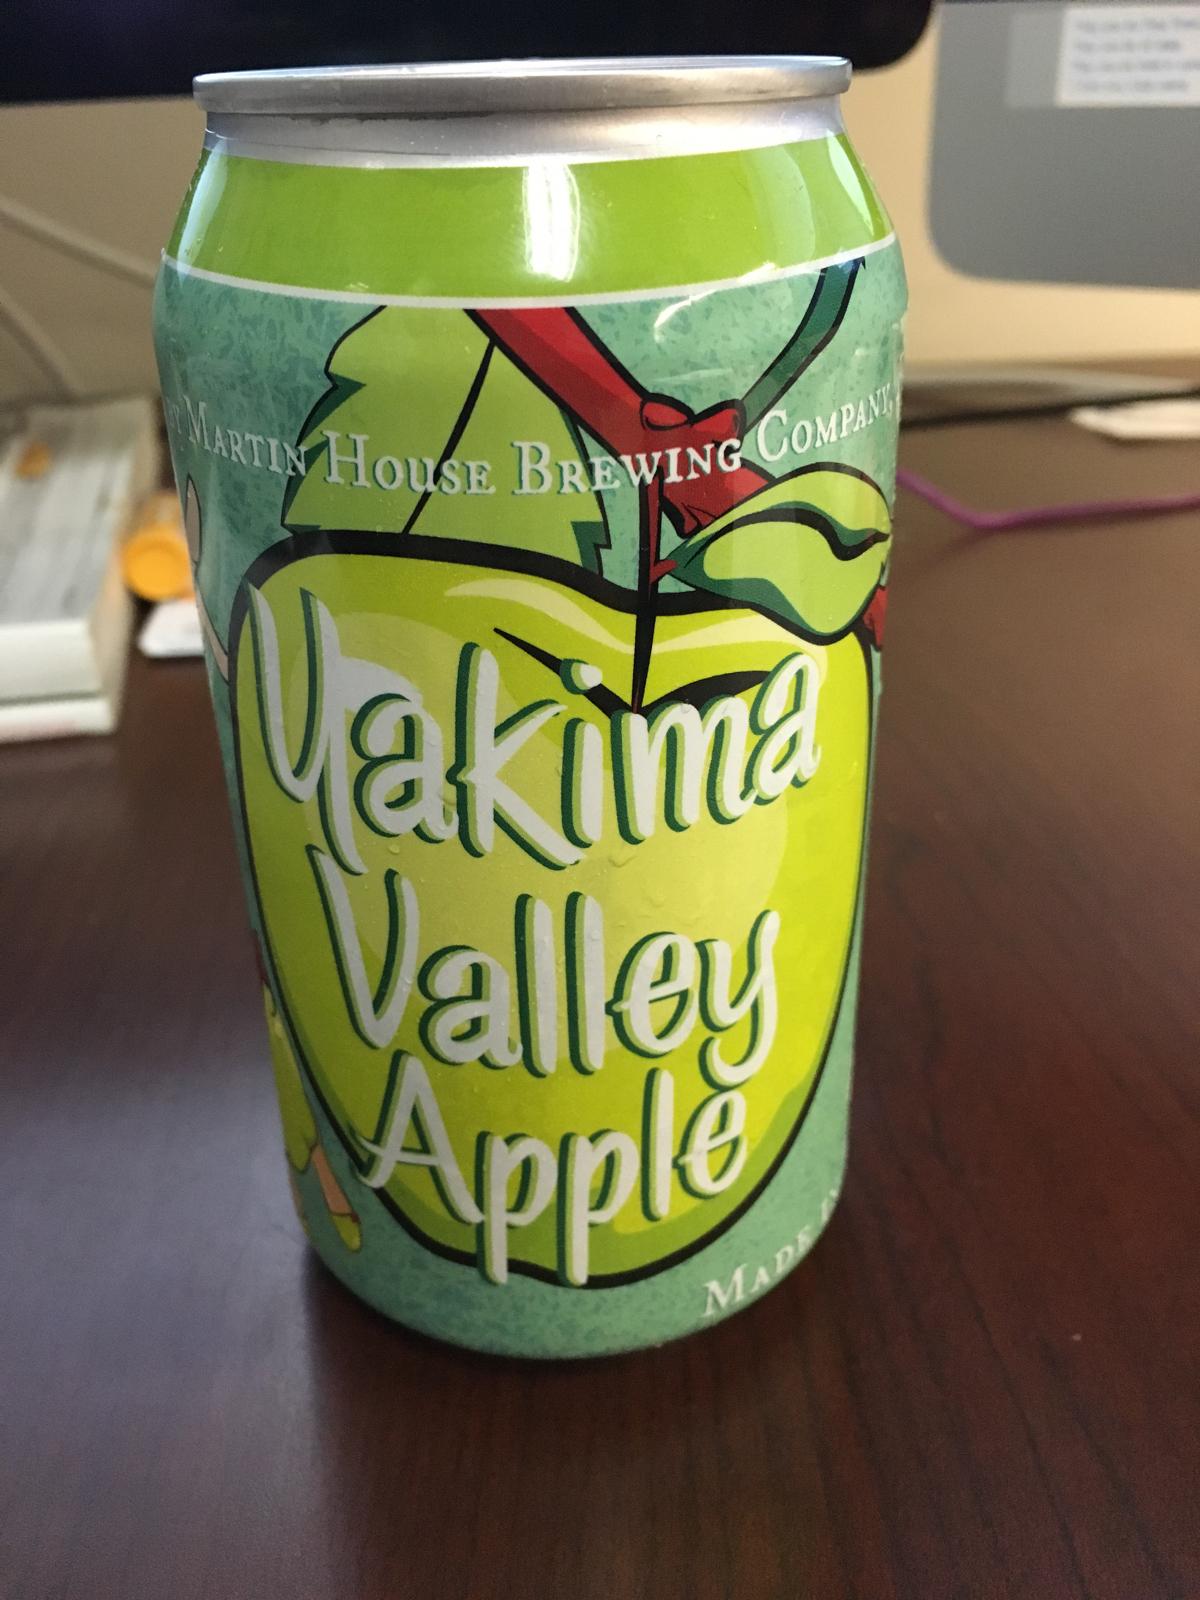 Martin House Brewing Company,
Yakima
Valley
Apple
Made